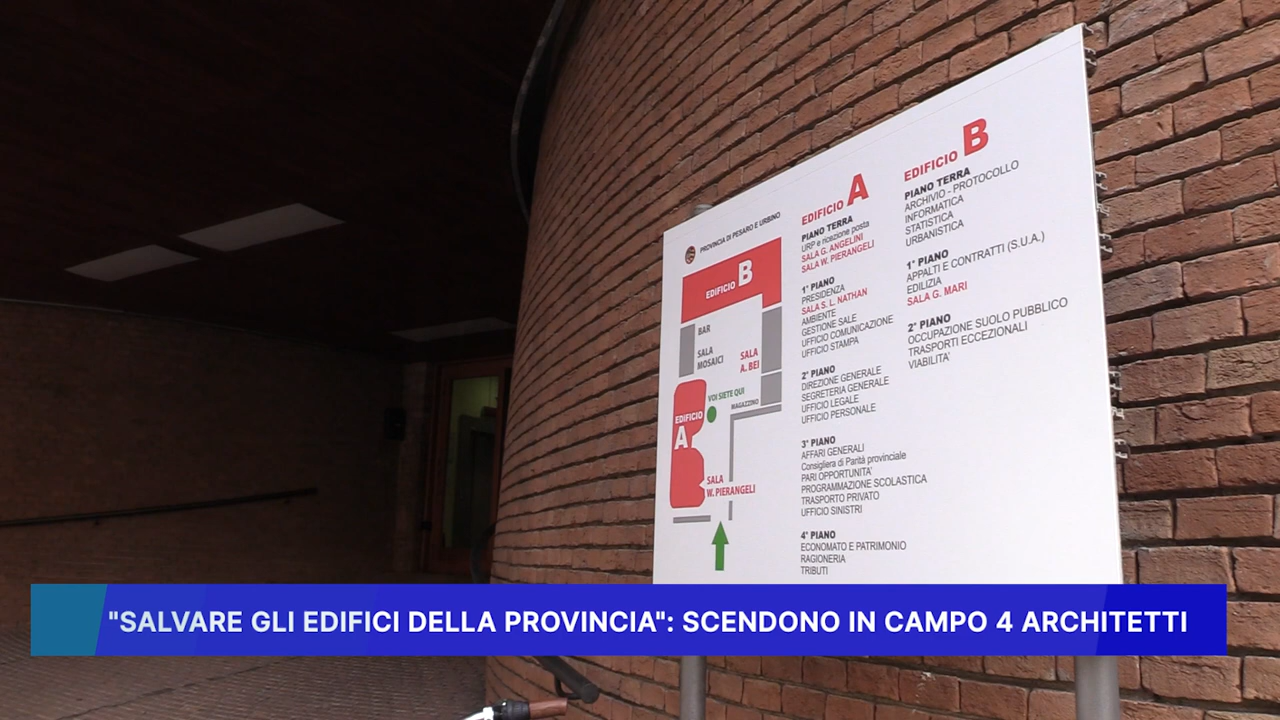 PROVINCIA DI PESARO E URBINO
EDIFICIO B
BAR
SALA
MOSAICI
SALA
A. BEI
VOI SIETE QUI
MAGAZZINO
EDIFICIO
A
SALA
W. PIERANGELI
EDIFICIO A
PIANO TERRA
URP e ricezione posta
SALA G. ANGELINI
SALA W. PIERANGELI
1° PIANO
PRESIDENZA
SALA S. L. NATHAN
AMBIENTE
GESTIONE SALE
UFFICIO COMUNICAZIONE
UFFICIO STAMPA
2° PIANO
DIREZIONE GENERALE
SEGRETERIA GENERALE
UFFICIO LEGALE
UFFICIO PERSONALE
3° PIANO
AFFARI GENERALI
Consigliera di Parità provinciale
PARI OPPORTUNITA'
PROGRAMMAZIONE SCOLASTICA
TRASPORTO PRIVATO
UFFICIO SINISTRI
4° PIANO
ECONOMATO E PATRIMONIO
RAGIONERIA
TRIBUTI
EDIFICIO B
PIANO TERRA
ARCHIVIO - PROTOCOLLO
INFORMATICA
STATISTICA
URBANISTICA
1° PIANO
APPALTI E CONTRATTI (S.U.A.)
EDILIZIA
SALA G. MARI
2° PIANO
OCCUPAZIONE SUOLO PUBBLICO
TRASPORTI ECCEZIONALI
VIABILITA'
"SALVARE GLI EDIFICI DELLA PROVINCIA": SCENDONO IN CAMPO 4 ARCHITETTI